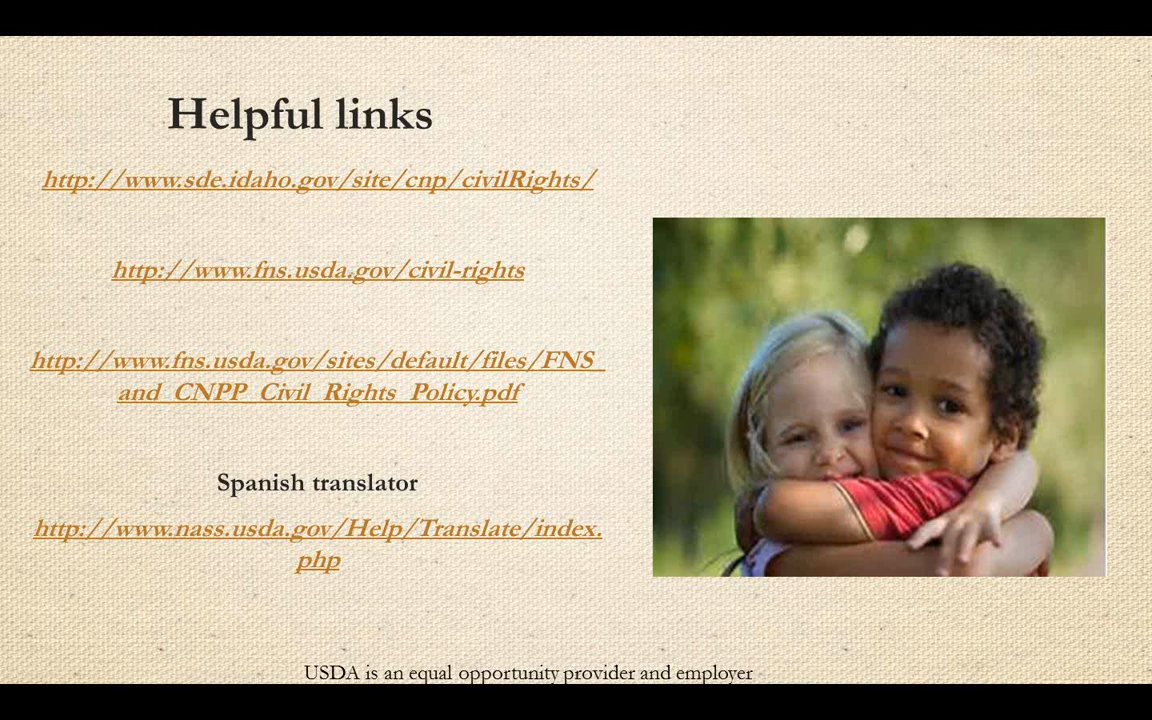 Helpful links
http://www.sde.idaho.gov/site/cnp/civilRights/
http://www.fns.usda.gov/civil-rights
http://www.fns.usda.gov/sites/default/files/FNS_
and_CNPP_Civil_Rights_Policy.pdf
Spanish translator
http://www.nass.usda.gov/Help/Translate/index.
php
USDA is an equal opportunity provider and employer